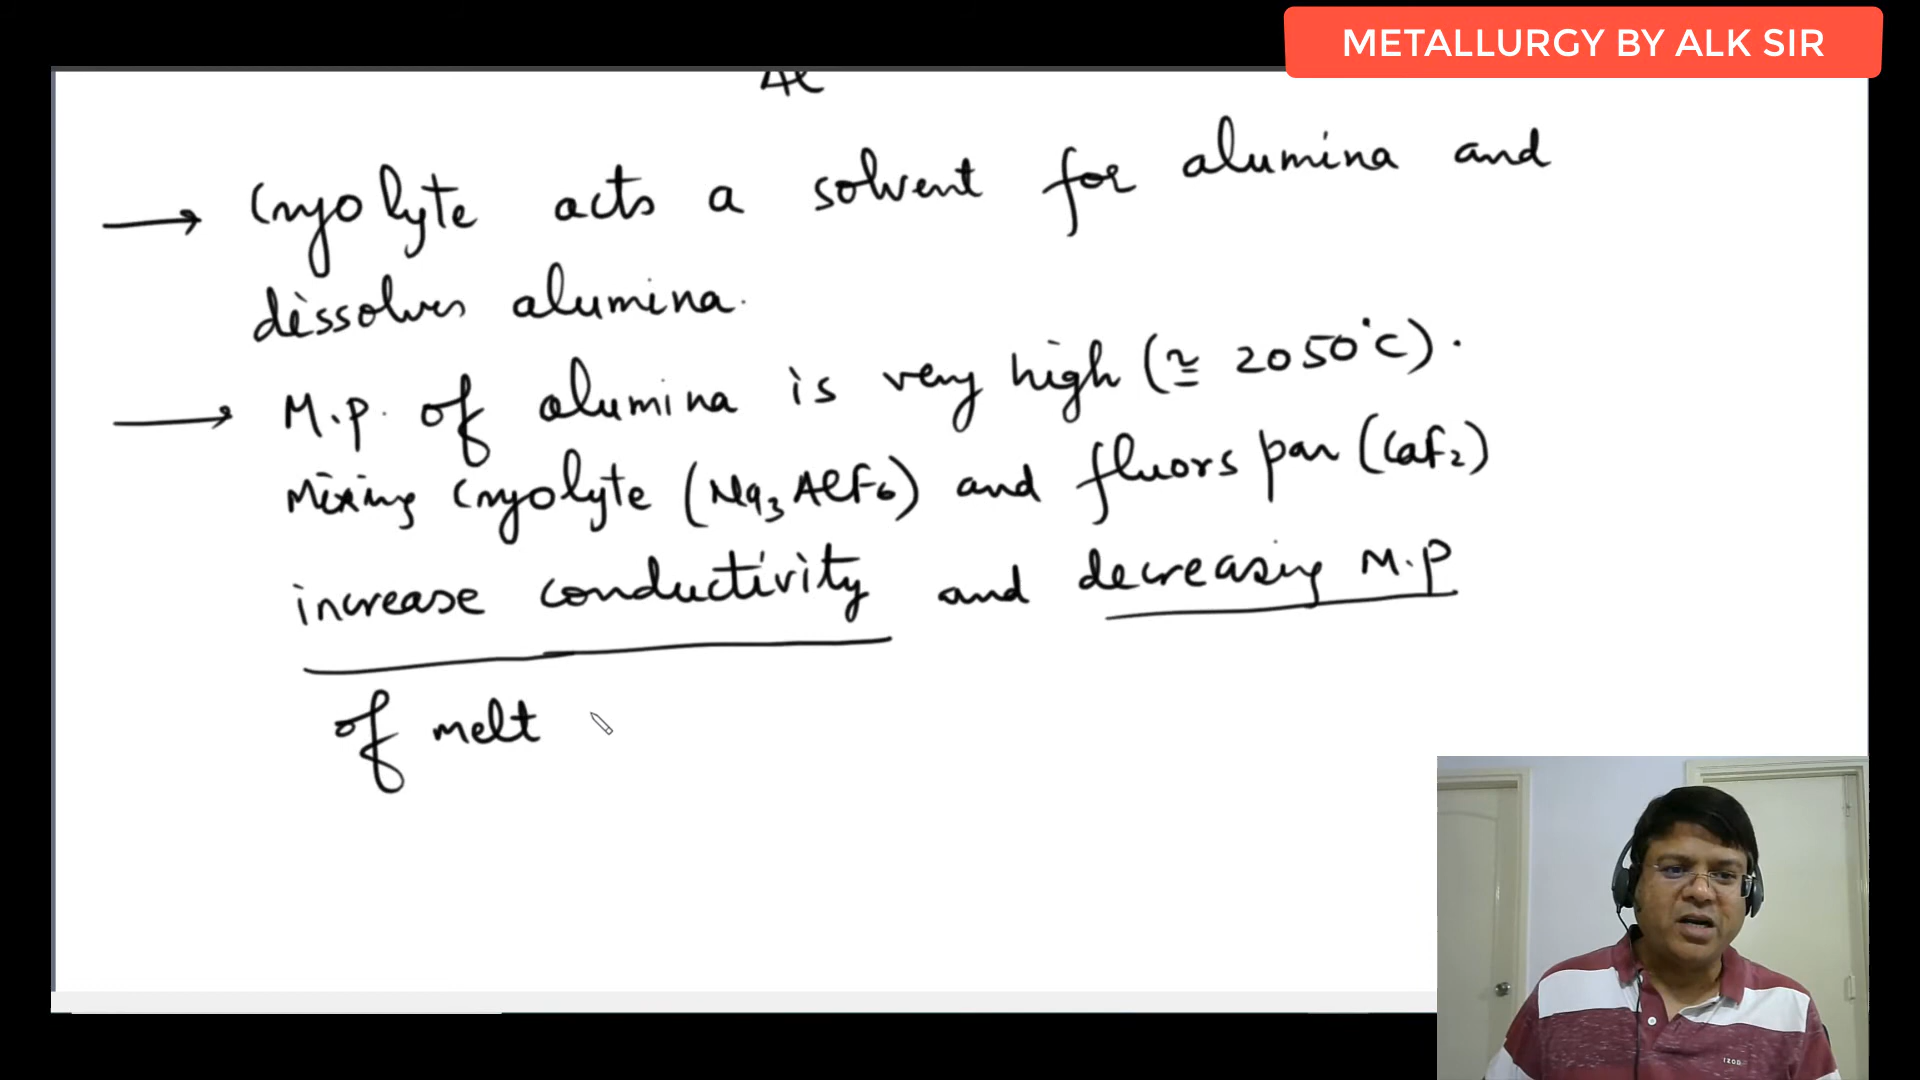 METALLURGY BY ALK SIR
→ Cryolyte acts a solvent for alumina and
dissolves alumina.
→ M.P. of alumina is very high (≅ 2050°C).
Mixing Cryolyte (Na₃AlF₆) and fluorspar (CaF₂)
increase conductivity and decreasing M.P
of melt
IZOD